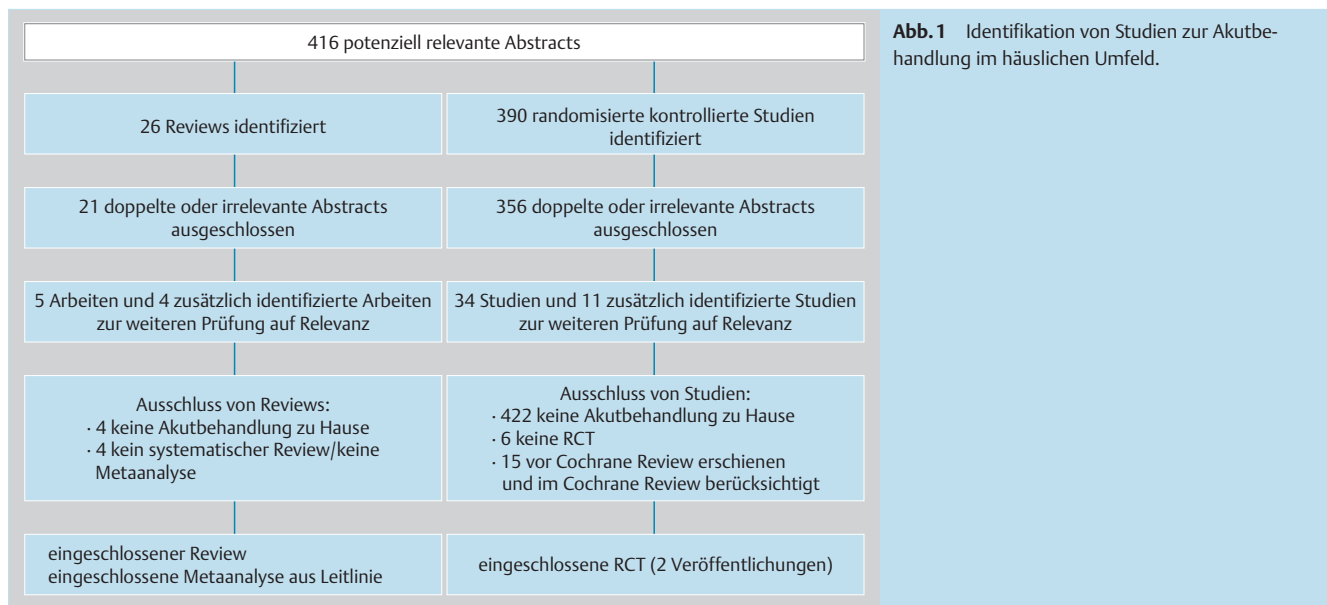 416 potenziell relevante Abstracts
26 Reviews identifiziert
390 randomisierte kontrollierte Studien
identifiziert
21 doppelte oder irrelevante Abstracts
ausgeschlossen
356 doppelte oder irrelevante Abstracts
ausgeschlossen
5 Arbeiten und 4 zusätzlich identifizierte Arbeiten
zur weiteren Prüfung auf Relevanz
34 Studien und 11 zusätzlich identifizierte Studien
zur weiteren Prüfung auf Relevanz
Ausschluss von Reviews:
· 4 keine Akutbehandlung zu Hause
· 4 kein systematischer Review/keine
Metaanalyse
Ausschluss von Studien:
· 422 keine Akutbehandlung zu Hause
· 6 keine RCT
· 15 vor Cochrane Review erschienen
und im Cochrane Review berücksichtigt
eingeschlossener Review
eingeschlossene Metaanalyse aus Leitlinie
eingeschlossene RCT (2 Veröffentlichungen)
Abb. 1 Identifikation von Studien zur Akutbe-
handlung im häuslichen Umfeld.